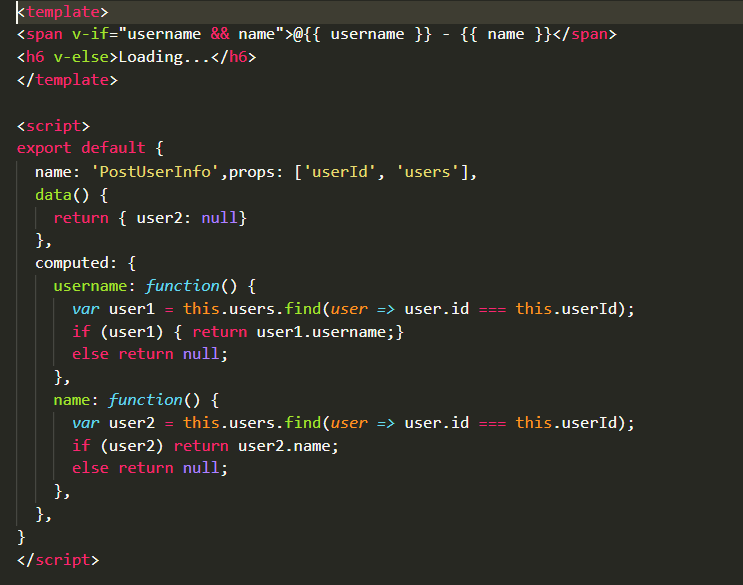 <template>
<span v-if="username && name">@{{ username }} - {{ name }}</span>
<h6 v-else>Loading...</h6>
</template>

<script>
export default {
  name: 'PostUserInfo',props: ['userId', 'users'],
  data() {
    return { user2: null}
  },
  computed: {
    username: function() {
      var user1 = this.users.find(user => user.id === this.userId);
      if (user1) { return user1.username;}
      else return null;
    },
    name: function() {
      var user2 = this.users.find(user => user.id === this.userId);
      if (user2) return user2.name;
      else return null;
    },
  },
}
</script>